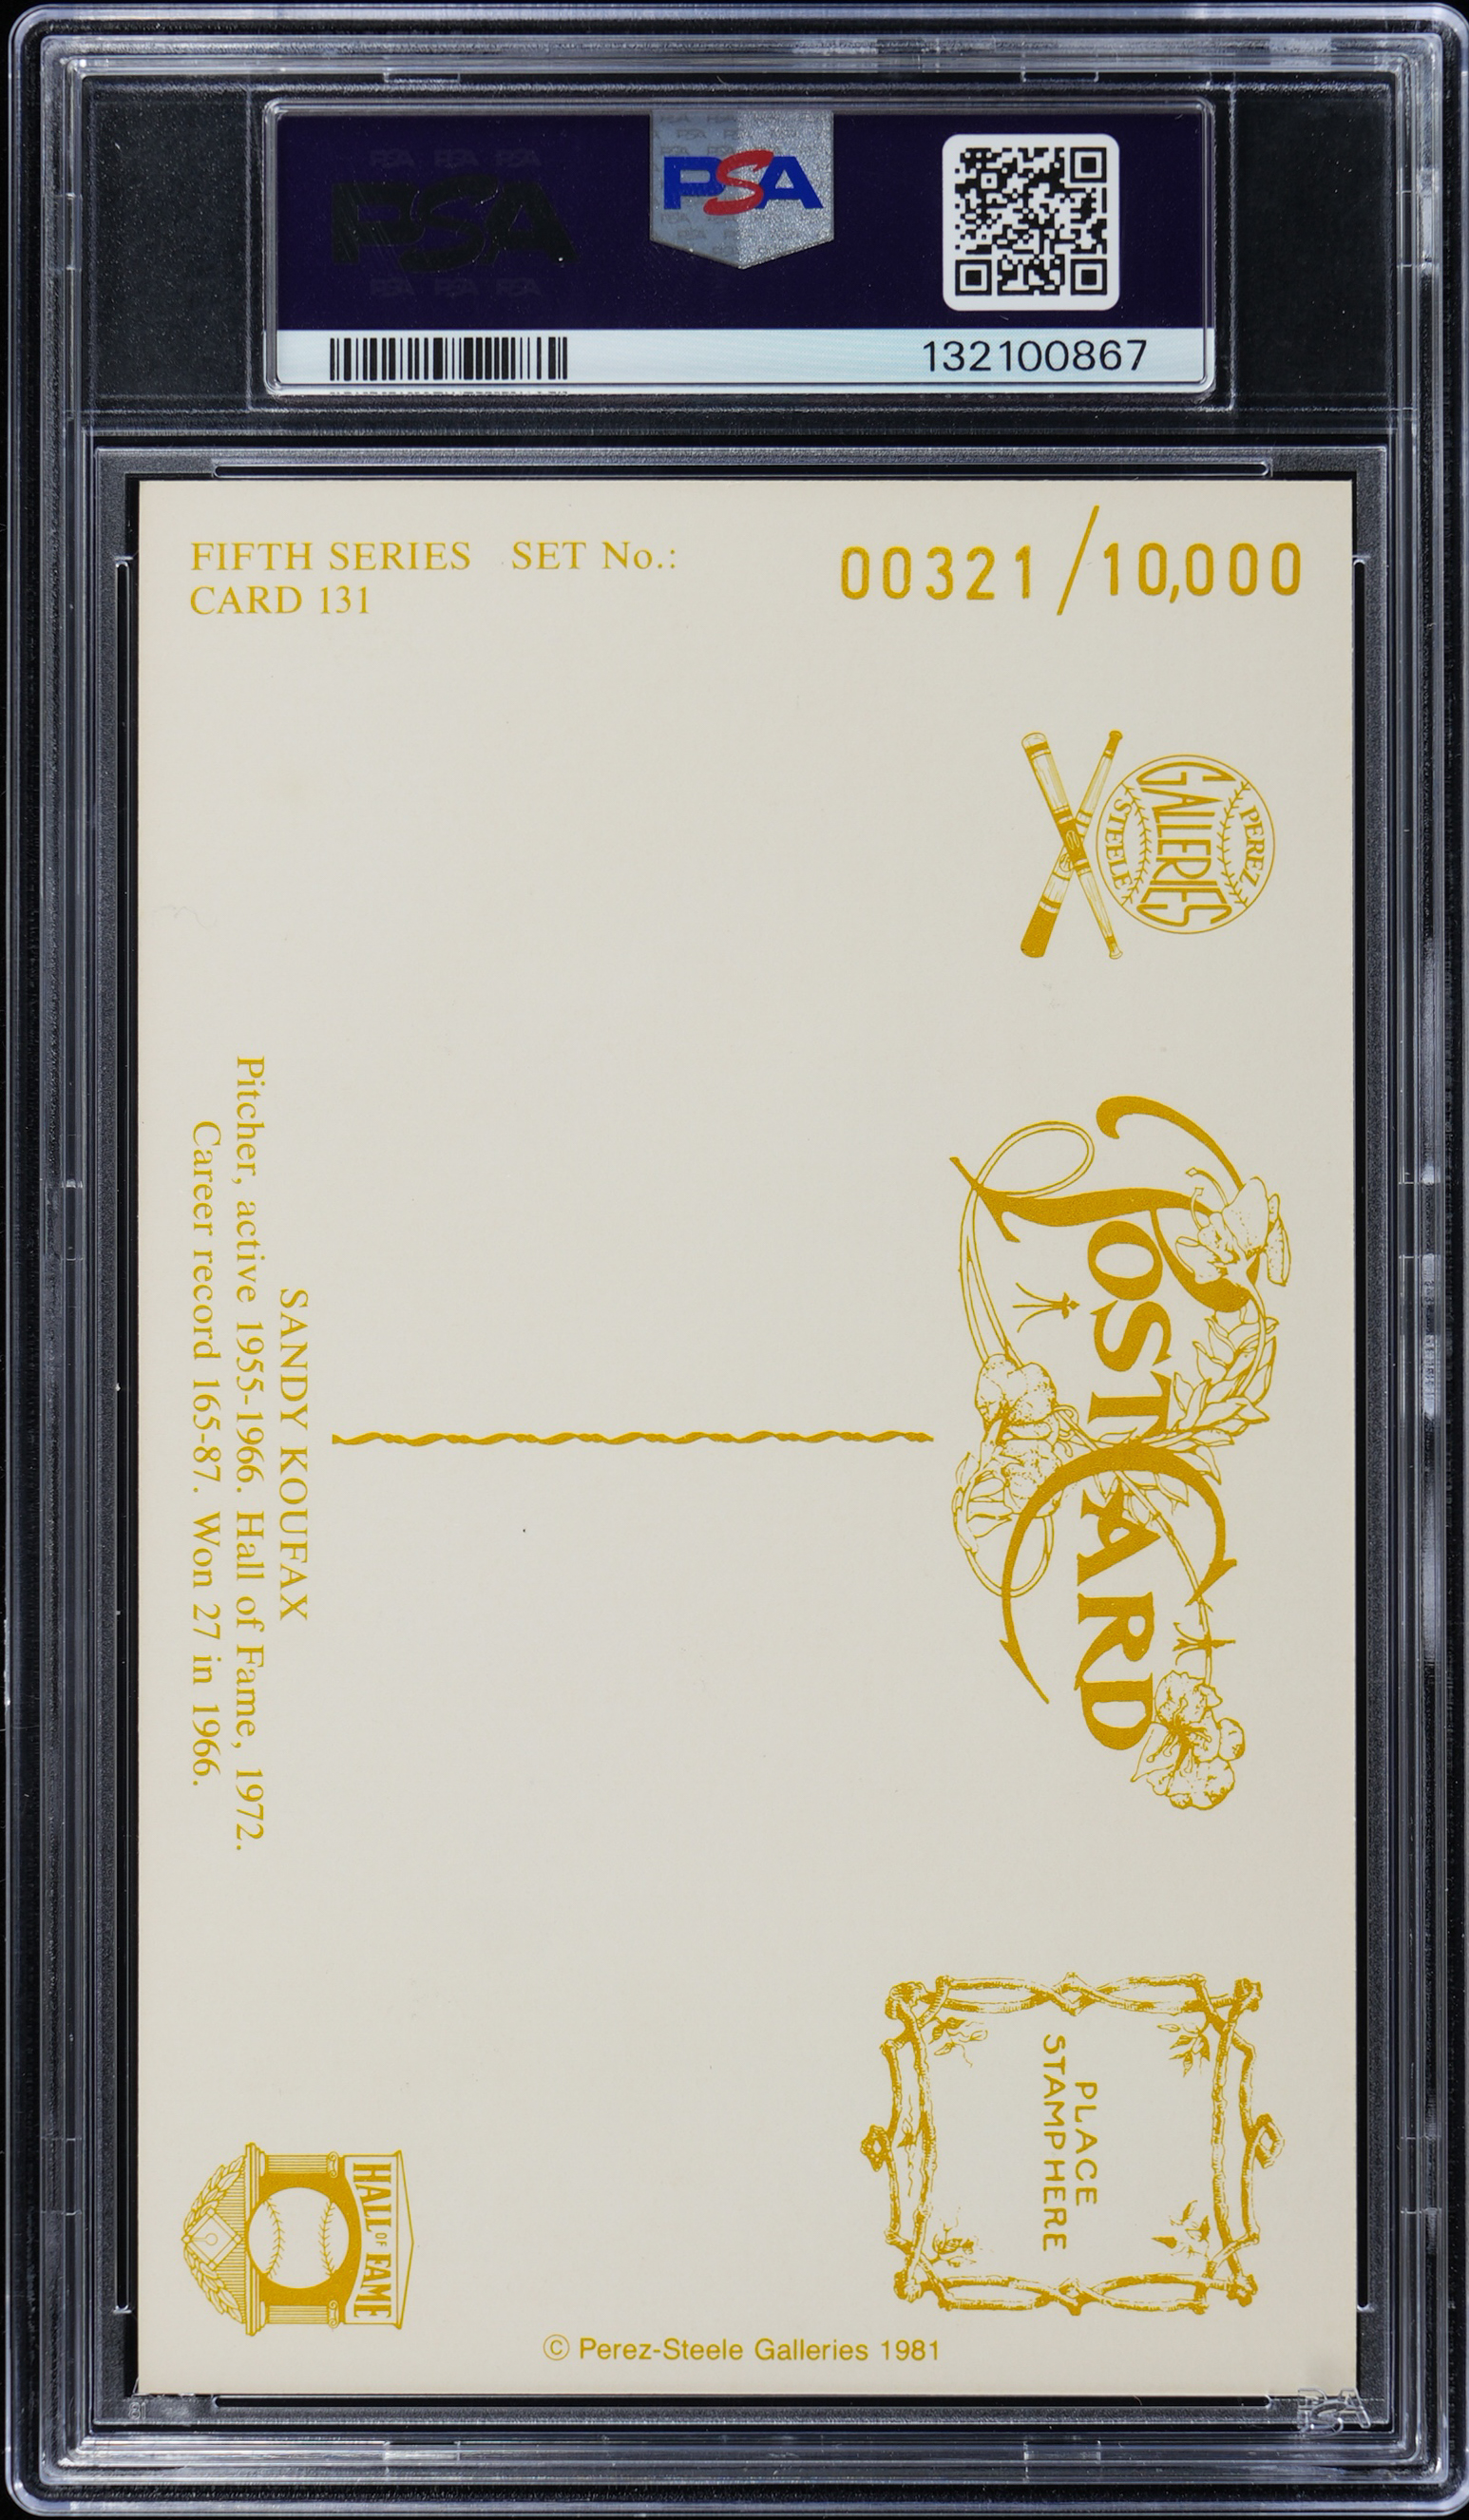 PSA
PSA
132100867
FIFTH SERIES SET No.:
CARD 131
00321/10,000
PEREZ
GALLERIES
STEELE
POST CARD
SANDY KOUFAX
Pitcher, active 1955-1966. Hall of Fame, 1972.
Career record 165-87. Won 27 in 1966.
PLACE
STAMP HERE
HALL OF FAME
© Perez-Steele Galleries 1981
PSA